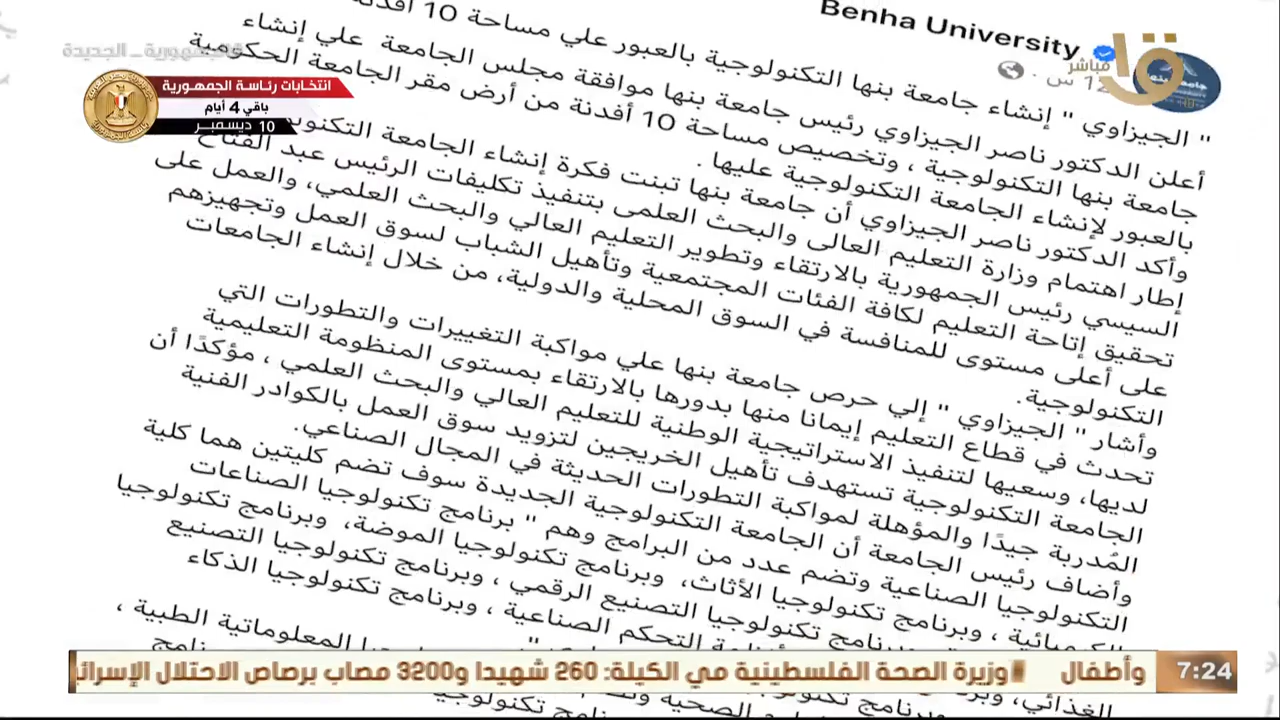 Benha University
12 س
جامعة بنها
مباشر
الجمهورية_الجديدة
انتخابات رئاسة الجمهورية
باقي 4 أيام
10 ديسمبر
" الجيزاوي " إنشاء جامعة بنها التكنولوجية بالعبور علي مساحة 10 أفدنة
أعلن الدكتور ناصر الجيزاوي رئيس جامعة بنها موافقة مجلس الجامعة علي إنشاء
جامعة بنها التكنولوجية ، وتخصيص مساحة 10 أفدنة من أرض مقر الجامعة الحكومية
بالعبور لإنشاء الجامعة التكنولوجية عليها .
وأكد الدكتور ناصر الجيزاوي أن جامعة بنها تبنت فكرة إنشاء الجامعة
إطار اهتمام وزارة التعليم العالى والبحث العلمى بتنفيذ تكليفات الرئيس عبد الفتاح
السيسي رئيس الجمهورية بالارتقاء وتطوير التعليم العالي والبحث العلمي، والعمل على
تحقيق إتاحة التعليم لكافة الفئات المجتمعية وتأهيل الشباب لسوق العمل وتجهيزهم
على أعلى مستوى للمنافسة في السوق المحلية والدولية، من خلال إنشاء الجامعات
التكنولوجية.
وأشار " الجيزاوي " إلي حرص جامعة بنها علي مواكبة التغييرات والتطورات التي
تحدث في قطاع التعليم إيمانا منها بدورها بالارتقاء بمستوى المنظومة التعليمية
لديها، وسعيها لتنفيذ الاستراتيجية الوطنية للتعليم العالي والبحث العلمي ، مؤكدًا أن
الجامعة التكنولوجية تستهدف تأهيل الخريجين لتزويد سوق العمل بالكوادر الفنية
المُدربة جيدًا والمؤهلة لمواكبة التطورات الحديثة في المجال الصناعي.
وأضاف رئيس الجامعة أن الجامعة التكنولوجية الجديدة سوف تضم كليتين هما كلية
التكنولوجيا الصناعية وتضم عدد من البرامج وهم " برنامج تكنولوجيا الصناعات
الكيميائية ، وبرنامج تكنولوجيا الأثاث، وبرنامج تكنولوجيا الموضة، وبرنامج تكنولوجيا
وبرنامج تكنولوجيا التصنيع الرقمي ، وبرنامج تكنولوجيا التصنيع
التحكم الصناعية ، وبرنامج تكنولوجيا الذكاء
المعلوماتية الطبية ،
7:24
وأطفال وزيرة الصحة الفلسطينية مي الكيلة: 260 شهيدا و3200 مصاب برصاص الاحتلال
الغذائي،
الصحية
تكنولوجيا